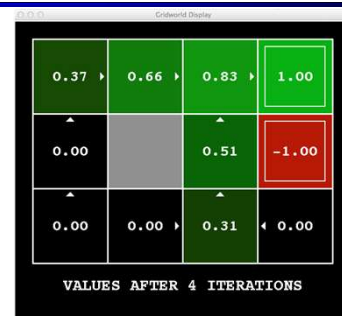 Gridworld Display
0.37 0.66 0.83 1.00
0.00 0.51 -1.00
0.00 0.00 0.31 0.00
VALUES AFTER 4 ITERATIONS